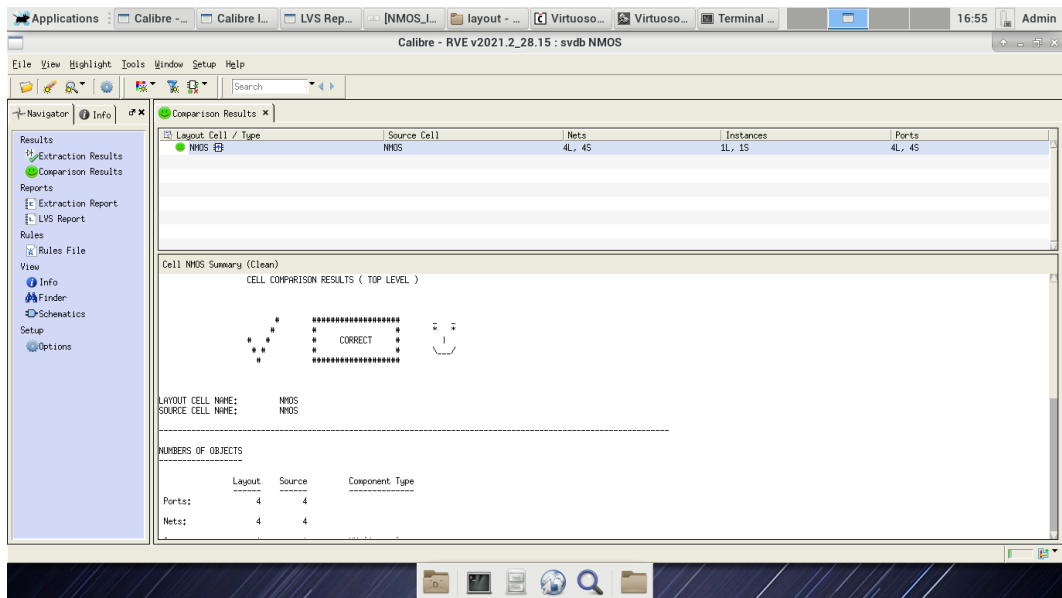 Applications Calibre -... Calibre I... LVS Rep... [NMOS_l... layout - ... Virtuoso... Virtuoso... Terminal ... 16:55 Admin
Calibre - RVE v2021.2_28.15 : svdb NMOS
File View Highlight Tools Window Setup Help
Search
Navigator Info Comparison Results ×
Results
Extraction Results
Comparison Results
Reports
Extraction Report
LVS Report
Rules
Rules File
View
Info
Finder
Schematics
Setup
Options
Layout Cell / Type Source Cell Nets Instances Ports
NMOS NMOS 4L, 4S 1L, 1S 4L, 4S
Cell NMOS Summary (Clean)
CELL COMPARISON RESULTS ( TOP LEVEL )
# ################### _ _
# # # * *
# # # CORRECT # |
# # # # \___/
# ###################
LAYOUT CELL NAME: NMOS
SOURCE CELL NAME: NMOS
NUMBERS OF OBJECTS
Layout Source Component Type
Ports: 4 4
Nets: 4 4